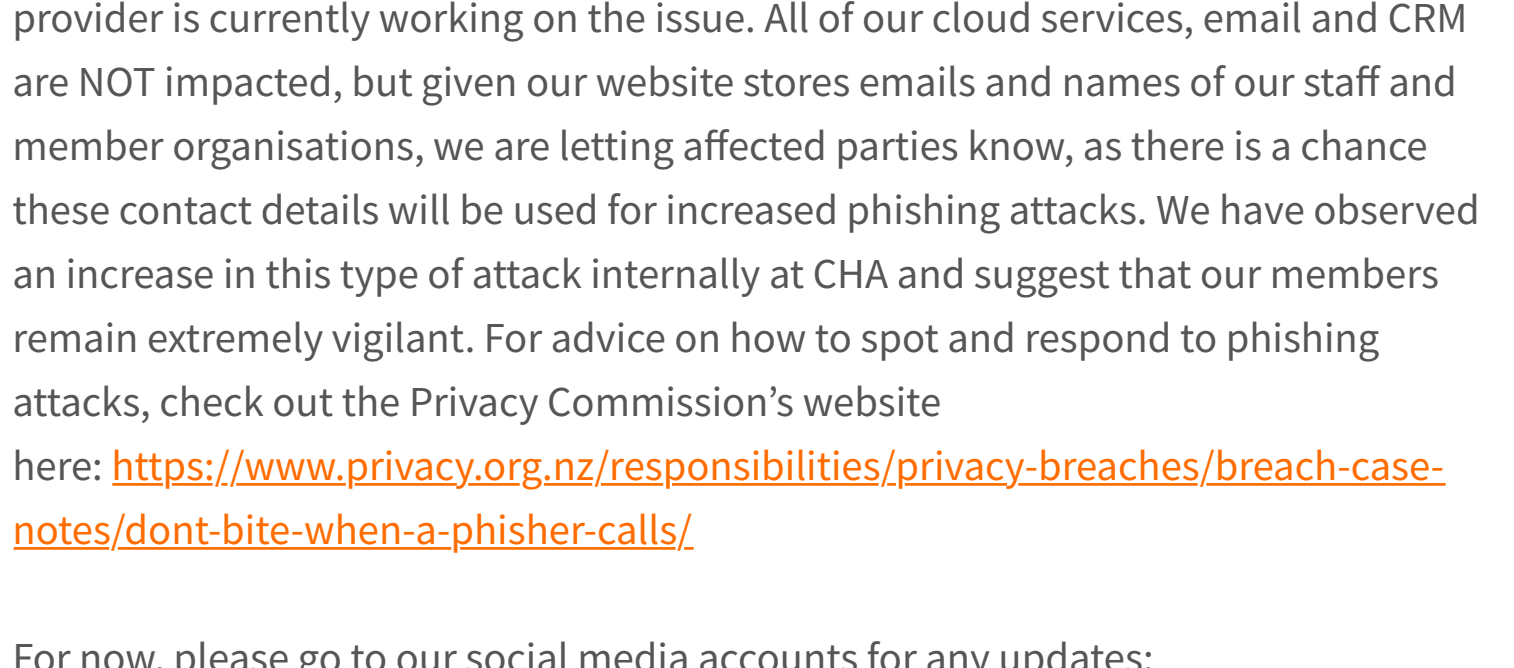 provider is currently working on the issue. All of our cloud services, email and CRM
are NOT impacted, but given our website stores emails and names of our staff and
member organisations, we are letting affected parties know, as there is a chance
these contact details will be used for increased phishing attacks. We have observed
an increase in this type of attack internally at CHA and suggest that our members
remain extremely vigilant. For advice on how to spot and respond to phishing
attacks, check out the Privacy Commission’s website
here: https://www.privacy.org.nz/responsibilities/privacy-breaches/breach-case-
notes/dont-bite-when-a-phisher-calls/
For now, please go to our social media accounts for any updates: